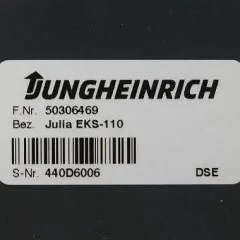 JUNGHEINRICH
F.Nr. 50306469
Bez. Julia EKS-110
S-Nr. 440D6006 DSE